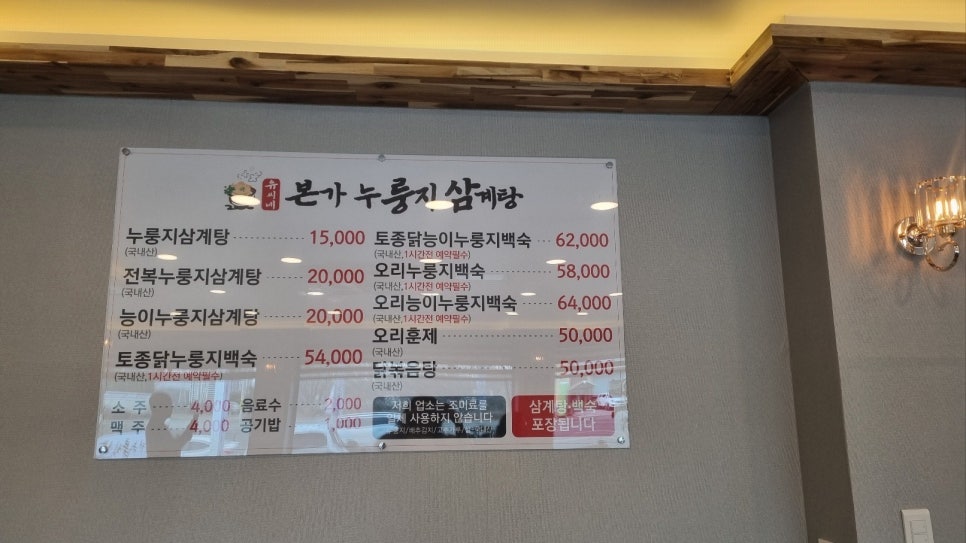 유씨네 본가 누룽지삼계탕
누룽지삼계탕 15,000
(국내산)
전복누룽지삼계탕 20,000
(국내산)
능이누룽지삼계탕 20,000
(국내산)
토종닭누룽지백숙 54,000
(국내산,1시간전 예약필수)
소 주 4,000 음료수 2,000
맥 주 4,000 공기밥 1,000
토종닭능이누룽지백숙 62,000
(국내산,1시간전 예약필수)
오리누룽지백숙 58,000
(국내산,1시간전 예약필수)
오리능이누룽지백숙 64,000
(국내산,1시간전 예약필수)
오리훈제 50,000
(국내산)
닭볶음탕 50,000
(국내산)
저희 업소는 조미료를
일체 사용하지 않습니다
삼계탕·백숙
포장됩니다